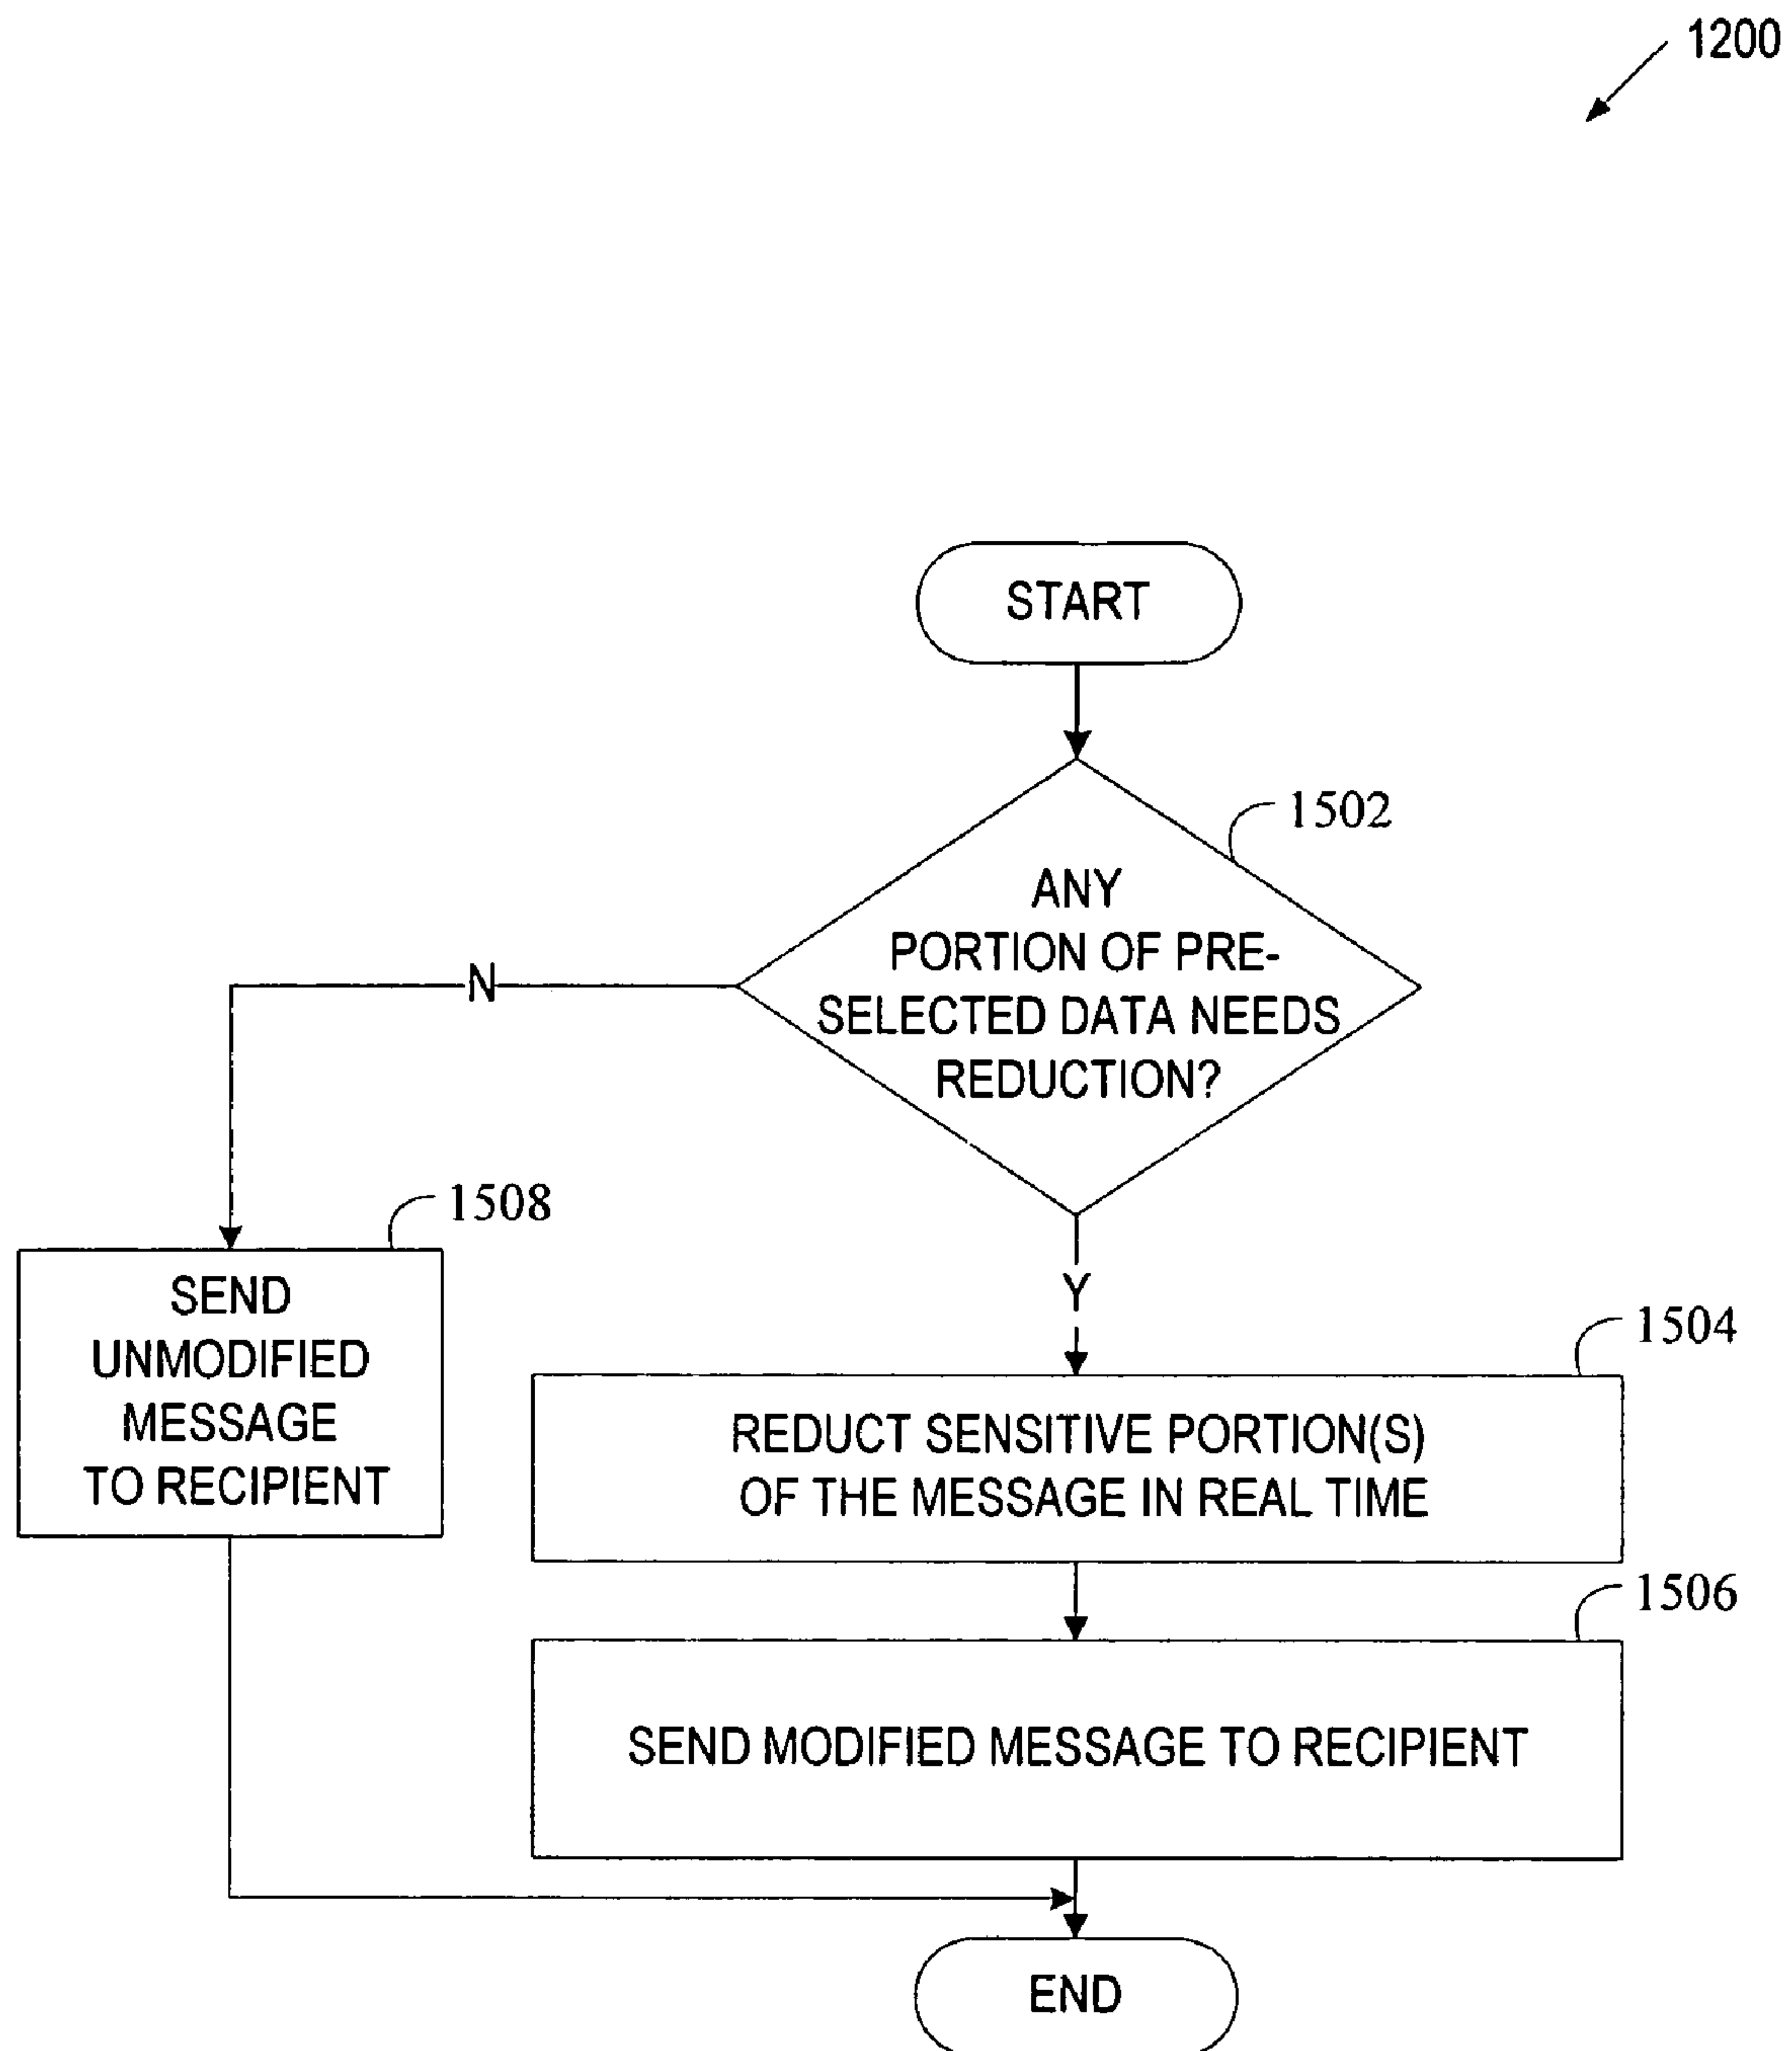 1200
START
1502
ANY
PORTION OF PRE-
SELECTED DATA NEEDS
REDUCTION?
N
Y
1508
SEND
UNMODIFIED
MESSAGE
TO RECIPIENT
1504
REDUCT SENSITIVE PORTION(S)
OF THE MESSAGE IN REAL TIME
1506
SEND MODIFIED MESSAGE TO RECIPIENT
END